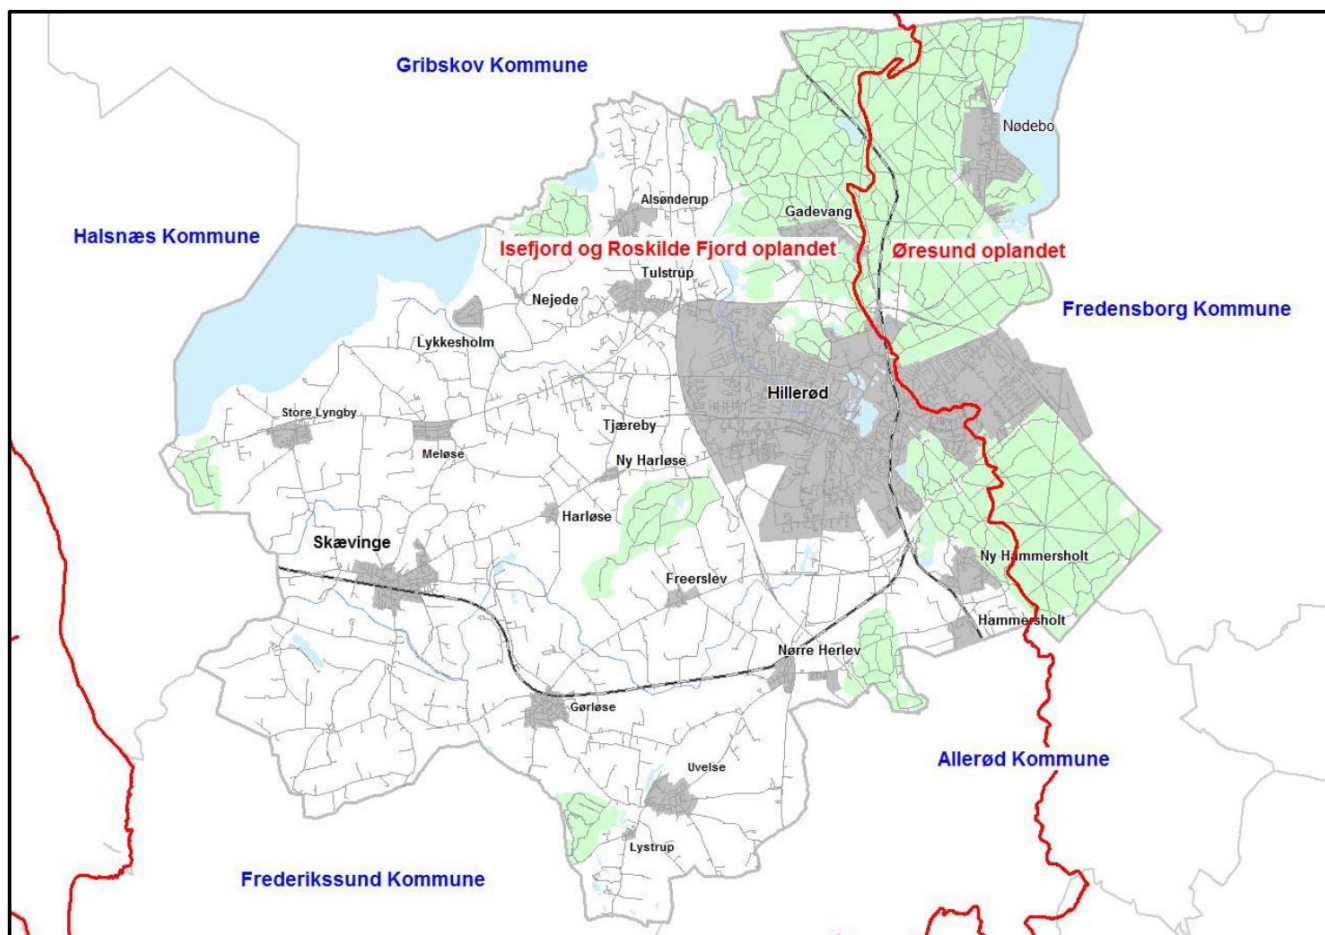 Gribskov Kommune
Nødebo
Alsønderup
Gadevang
Halsnæs Kommune
Isefjord og Roskilde Fjord oplandet
Øresund oplandet
Tulstrup
Nejede
Fredensborg Kommune
Lykkesholm
Hillerød
Store Lyngby
Tjæreby
Meløse
Ny Harløse
Harløse
Skævinge
Ny Hammersholt
Freerslev
Hammersholt
Nørre Herlev
Gørløse
Allerød Kommune
Uvelse
Lystrup
Frederikssund Kommune